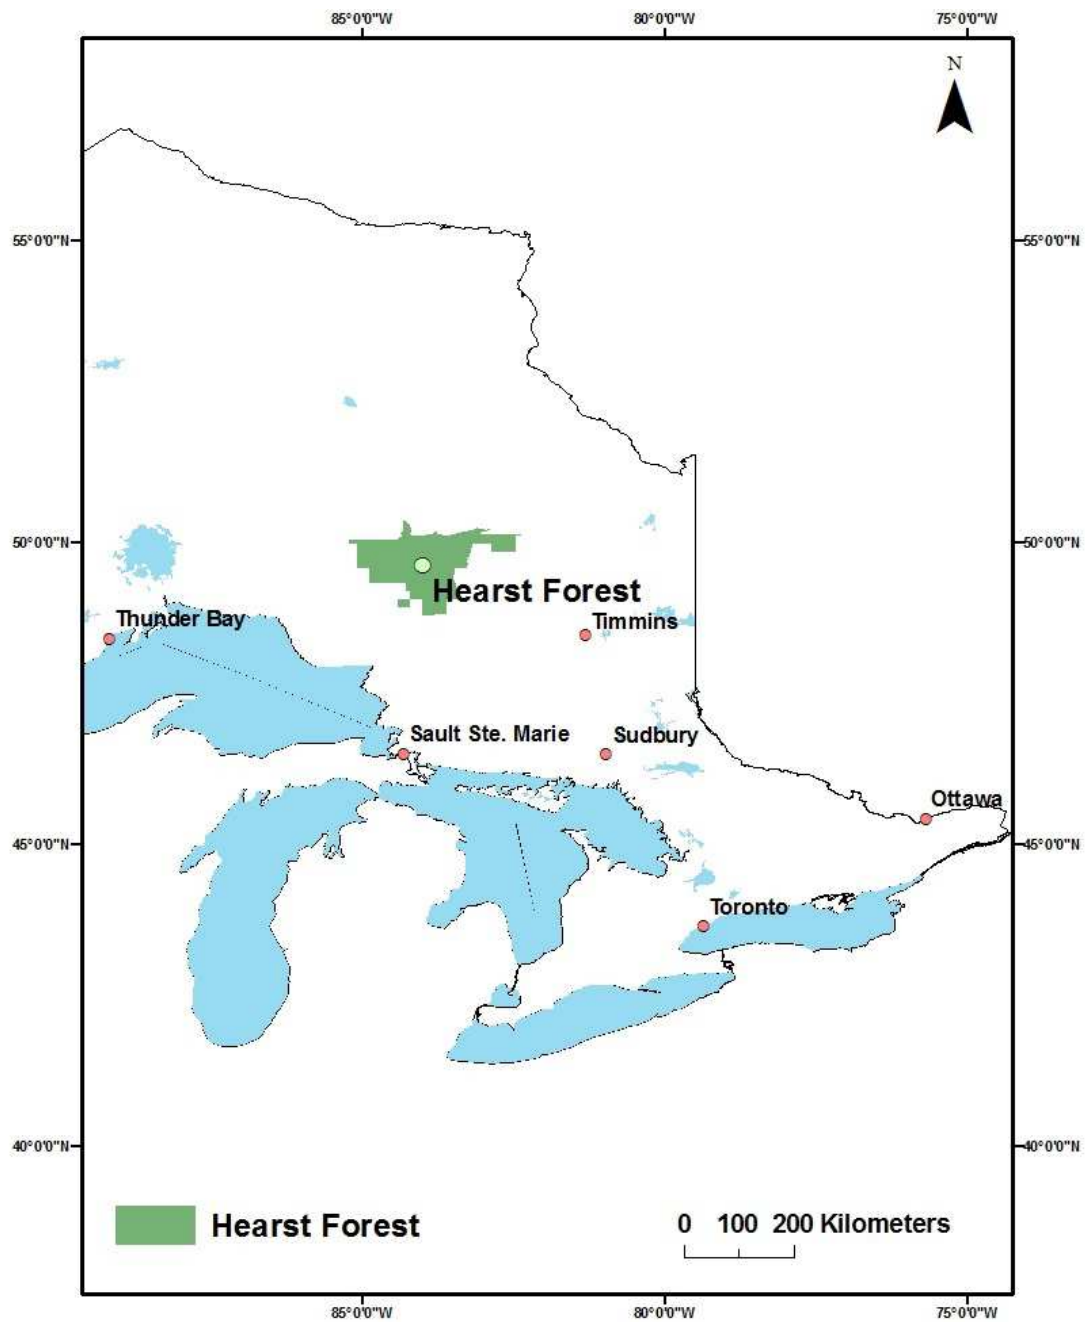 85°0'0"W 80°0'0"W 75°0'0"W
N
55°0'0"N 55°0'0"N
50°0'0"N 50°0'0"N
Hearst Forest
Thunder Bay
Timmins
Sault Ste. Marie
Sudbury
Ottawa
45°0'0"N 45°0'0"N
Toronto
40°0'0"N 40°0'0"N
Hearst Forest
0 100 200 Kilometers
85°0'0"W 80°0'0"W 75°0'0"W